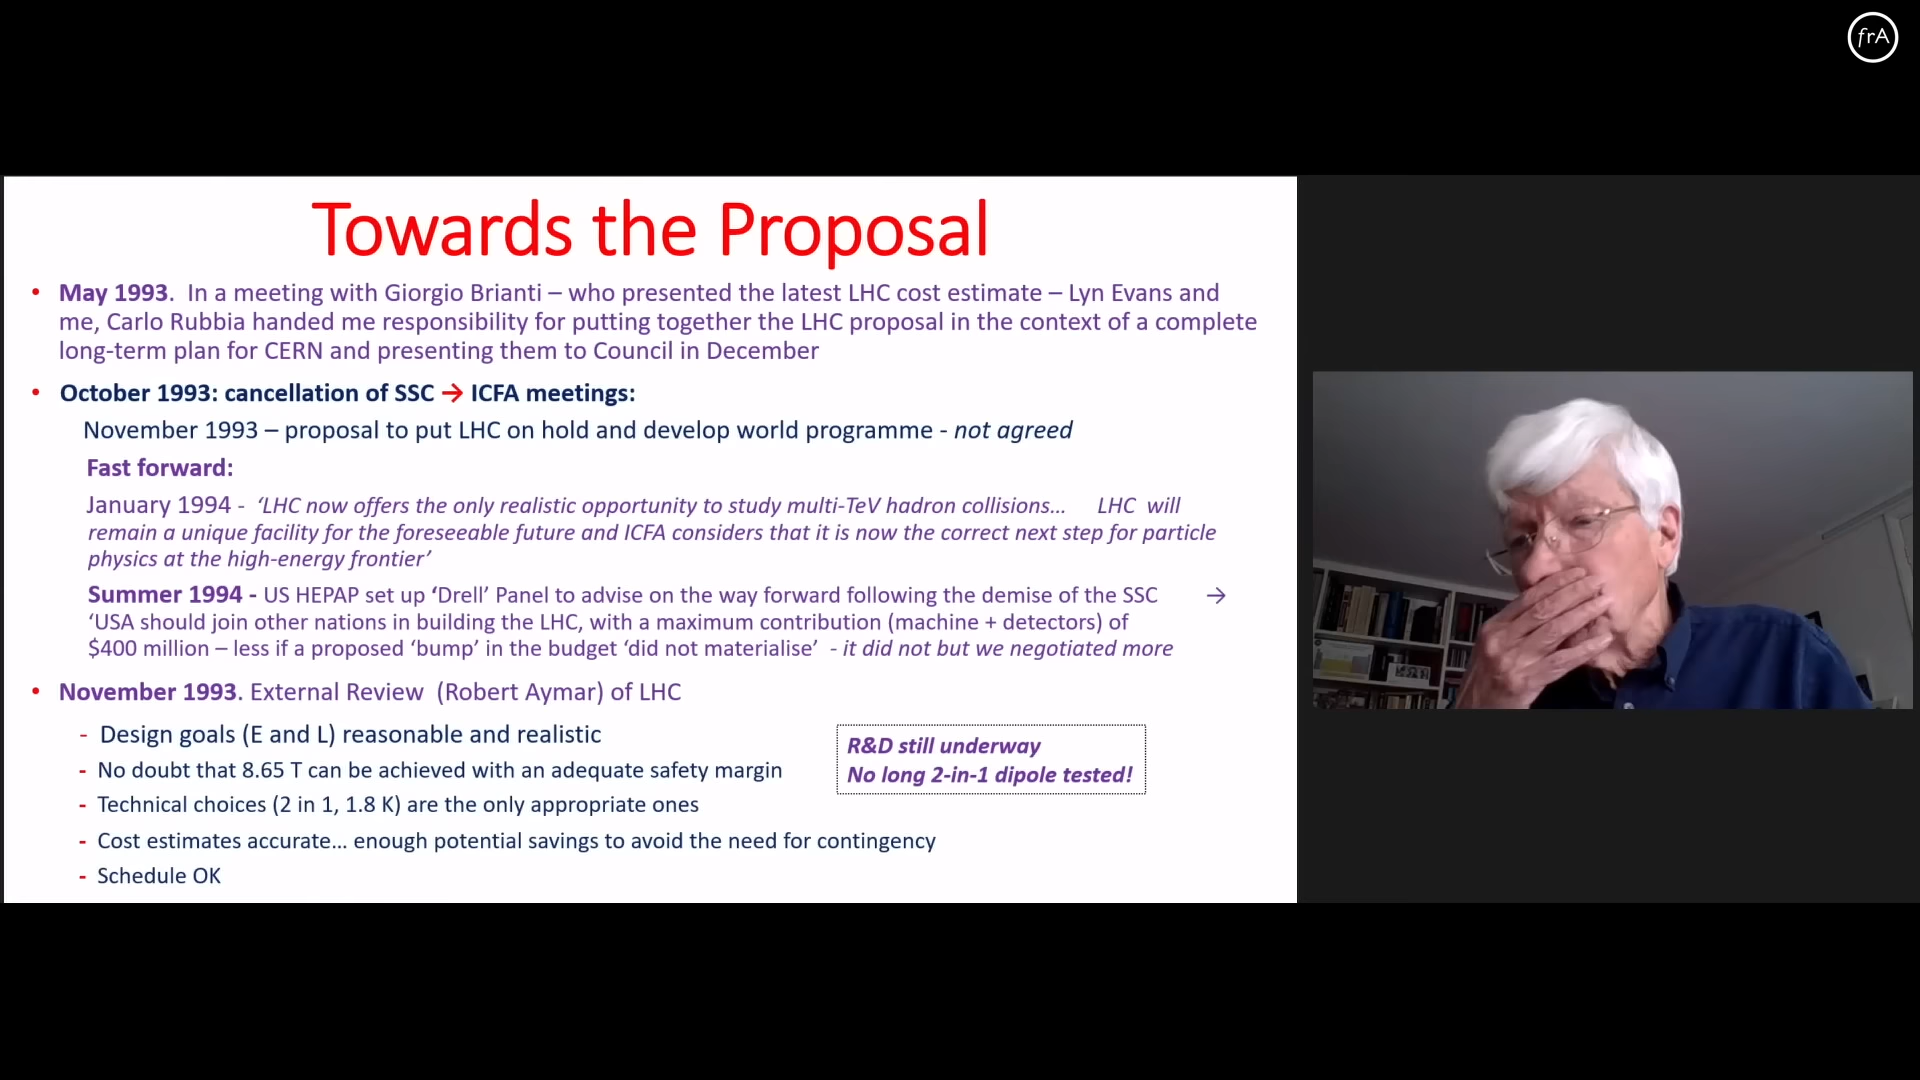 frA
Towards the Proposal
• May 1993. In a meeting with Giorgio Brianti – who presented the latest LHC cost estimate – Lyn Evans and
me, Carlo Rubbia handed me responsibility for putting together the LHC proposal in the context of a complete
long-term plan for CERN and presenting them to Council in December
• October 1993: cancellation of SSC → ICFA meetings:
November 1993 – proposal to put LHC on hold and develop world programme - not agreed
Fast forward:
January 1994 - ‘LHC now offers the only realistic opportunity to study multi-TeV hadron collisions... LHC will
remain a unique facility for the foreseeable future and ICFA considers that it is now the correct next step for particle
physics at the high-energy frontier’
Summer 1994 - US HEPAP set up ‘Drell’ Panel to advise on the way forward following the demise of the SSC →
‘USA should join other nations in building the LHC, with a maximum contribution (machine + detectors) of
$400 million – less if a proposed ‘bump’ in the budget ‘did not materialise’ - it did not but we negotiated more
• November 1993. External Review (Robert Aymar) of LHC
- Design goals (E and L) reasonable and realistic
- No doubt that 8.65 T can be achieved with an adequate safety margin
- Technical choices (2 in 1, 1.8 K) are the only appropriate ones
- Cost estimates accurate... enough potential savings to avoid the need for contingency
- Schedule OK
R&D still underway
No long 2-in-1 dipole tested!